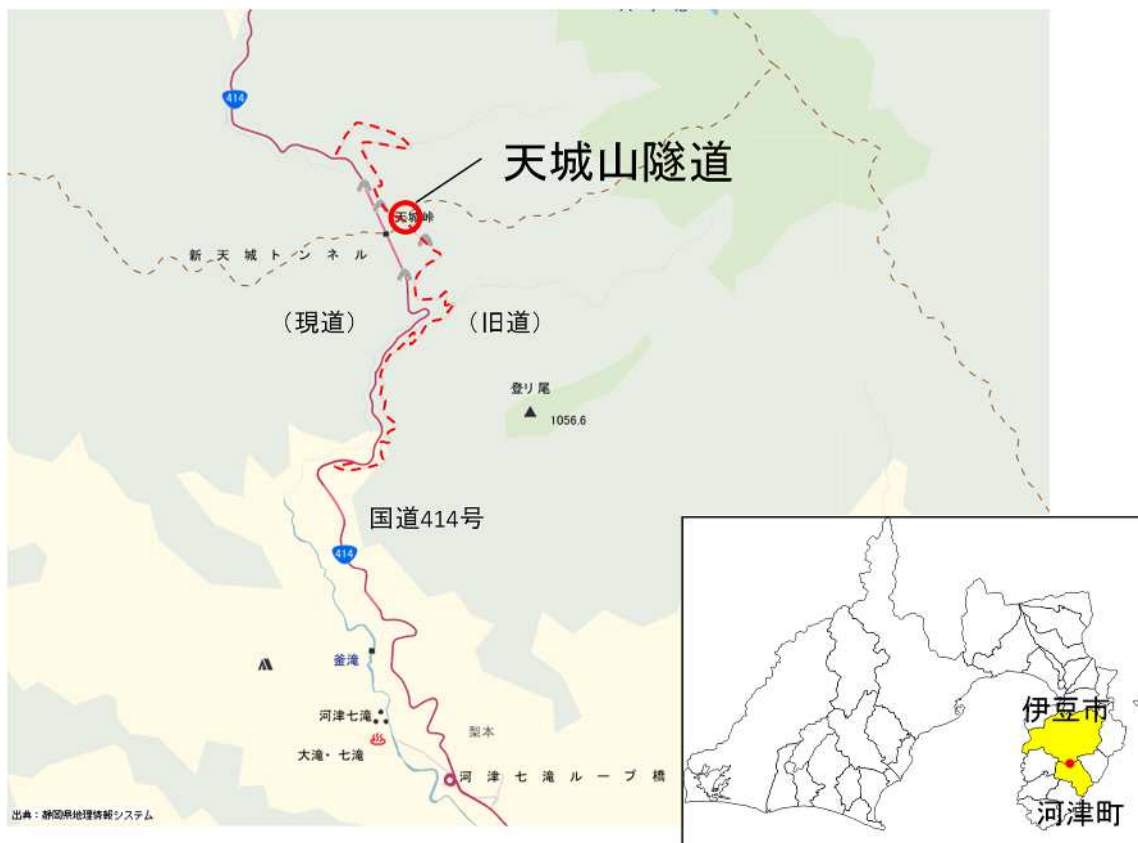 414
天城山隧道
天城峠
新天城トンネル
（現道）
（旧道）
登り尾
1056.6
国道414号
414
釜滝
河津七滝
梨本
大滝・七滝
河津七滝ループ橋
出典：静岡県地理情報システム
伊豆市
河津町